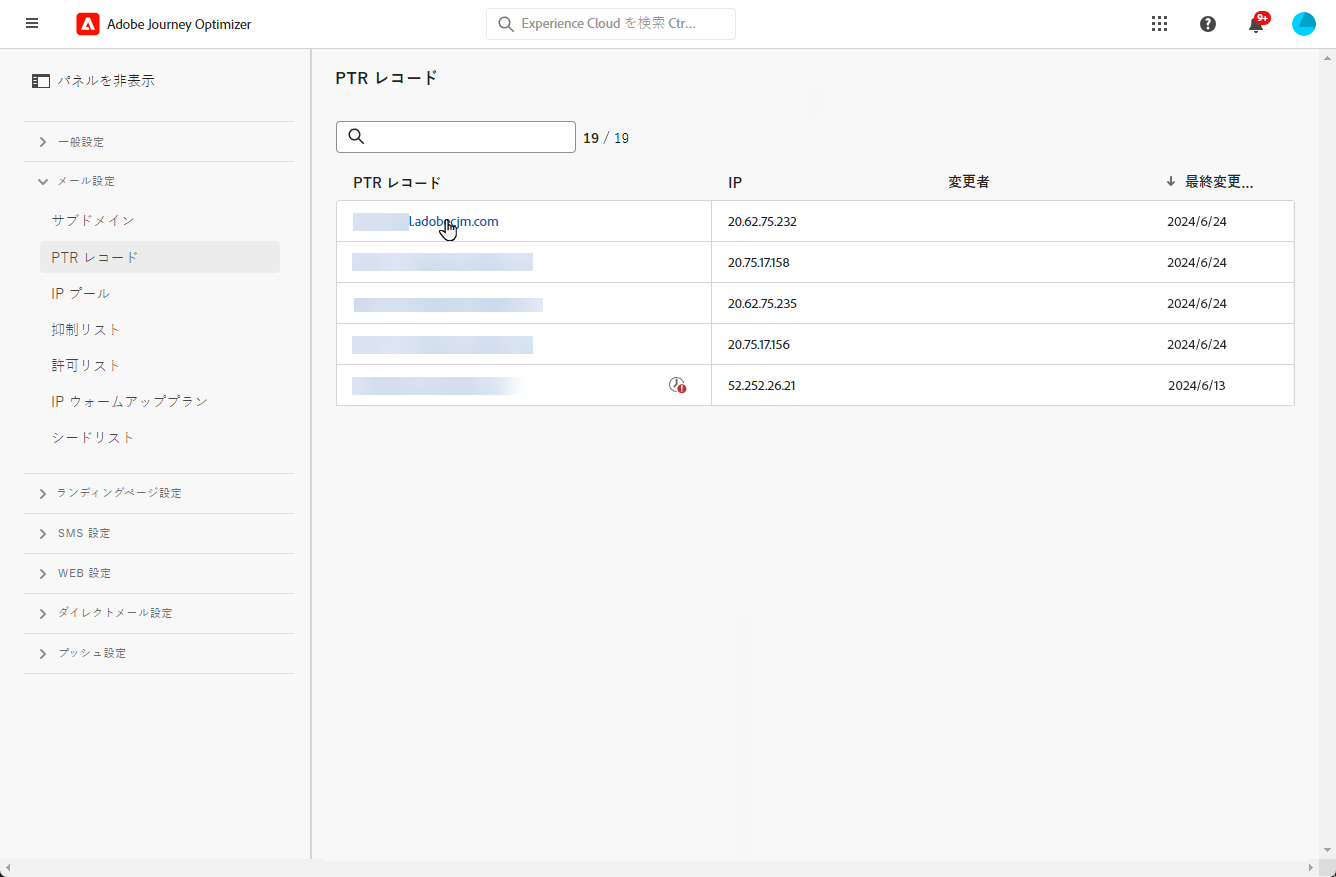 Adobe Journey Optimizer
Experience Cloud を検索 Ctr...
9+
パネルを非表示
一般設定
メール設定
サブドメイン
PTR レコード
IP プール
抑制リスト
許可リスト
IP ウォームアッププラン
シードリスト
ランディングページ設定
SMS 設定
WEB 設定
ダイレクトメール設定
プッシュ設定
PTR レコード
19 / 19
PTR レコード IP 変更者 最終変更...
20.62.75.232 2024/6/24
20.75.17.158 2024/6/24
20.62.75.235 2024/6/24
20.75.17.156 2024/6/24
52.252.26.21 2024/6/13